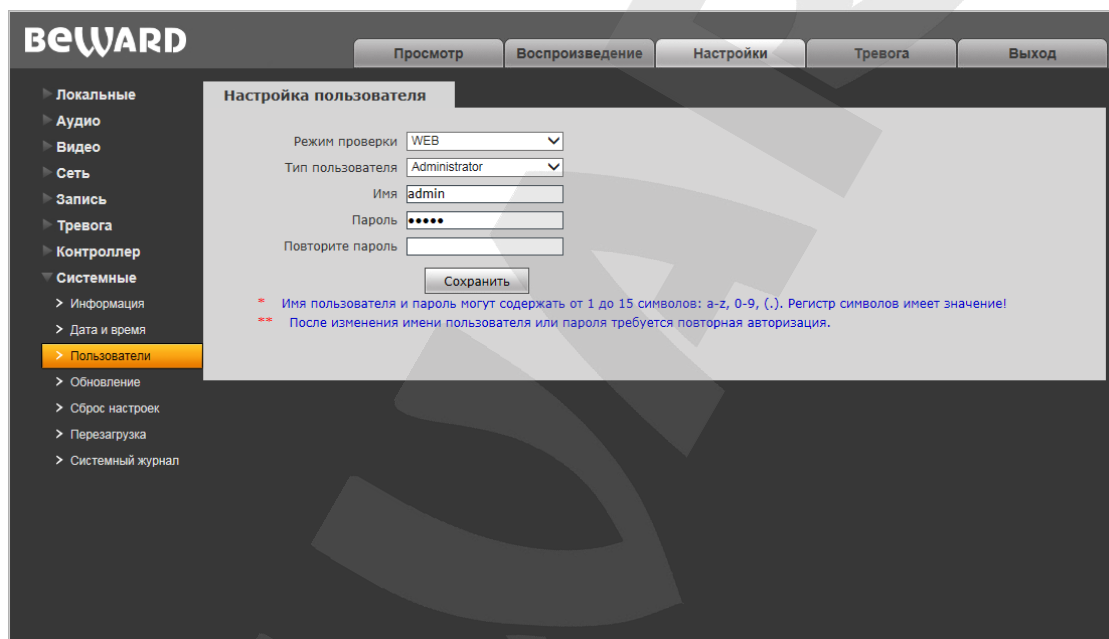 BEWARD
Просмотр
Воспроизведение
Настройки
Тревога
Выход
Локальные
Аудио
Видео
Сеть
Запись
Тревога
Контроллер
Системные
> Информация
> Дата и время
> Пользователи
> Обновление
> Сброс настроек
> Перезагрузка
> Системный журнал
Настройка пользователя
Режим проверки WEB
Тип пользователя Administrator
Имя admin
Пароль •••••
Повторите пароль
Сохранить
* Имя пользователя и пароль могут содержать от 1 до 15 символов: a-z, 0-9, (.). Регистр символов имеет значение!
** После изменения имени пользователя или пароля требуется повторная авторизация.